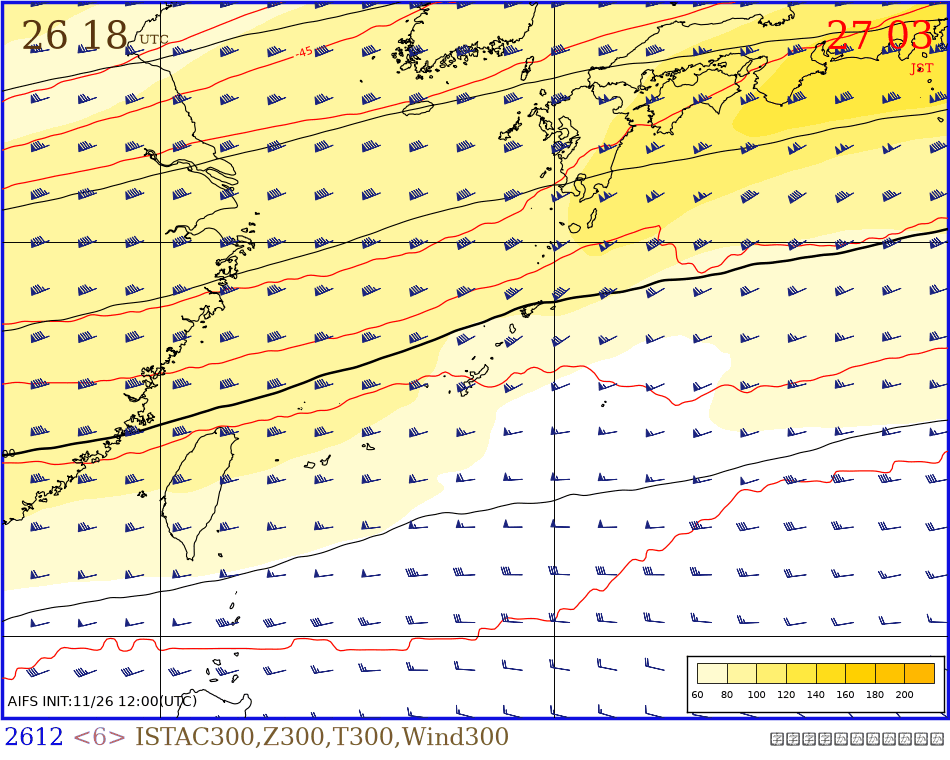 26 18 UTC
27 03
JST
-45
00
60 80 100 120 140 160 180 200
AIFS INIT:11/26 12:00(UTC)
2612 <6> ISTAC300,Z300,T300,Wind300